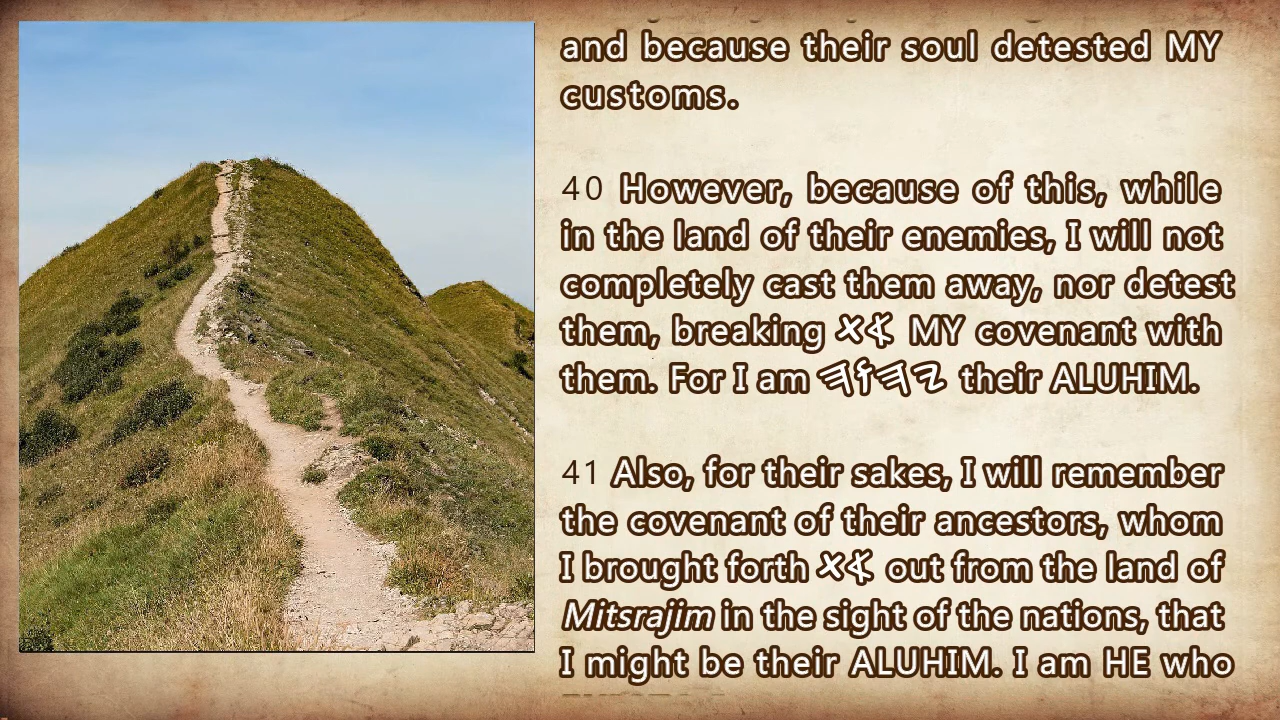 and because their soul detested MY
customs.
40 However, because of this, while
in the land of their enemies, I will not
completely cast them away, nor detest
them, breaking 𐤀𐤕 MY covenant with
them. For I am 𐤉𐤄𐤅𐤄 their ALUHIM.
41 Also, for their sakes, I will remember
the covenant of their ancestors, whom
I brought forth 𐤀𐤕 out from the land of
Mitsrajim in the sight of the nations, that
I might be their ALUHIM. I am HE who